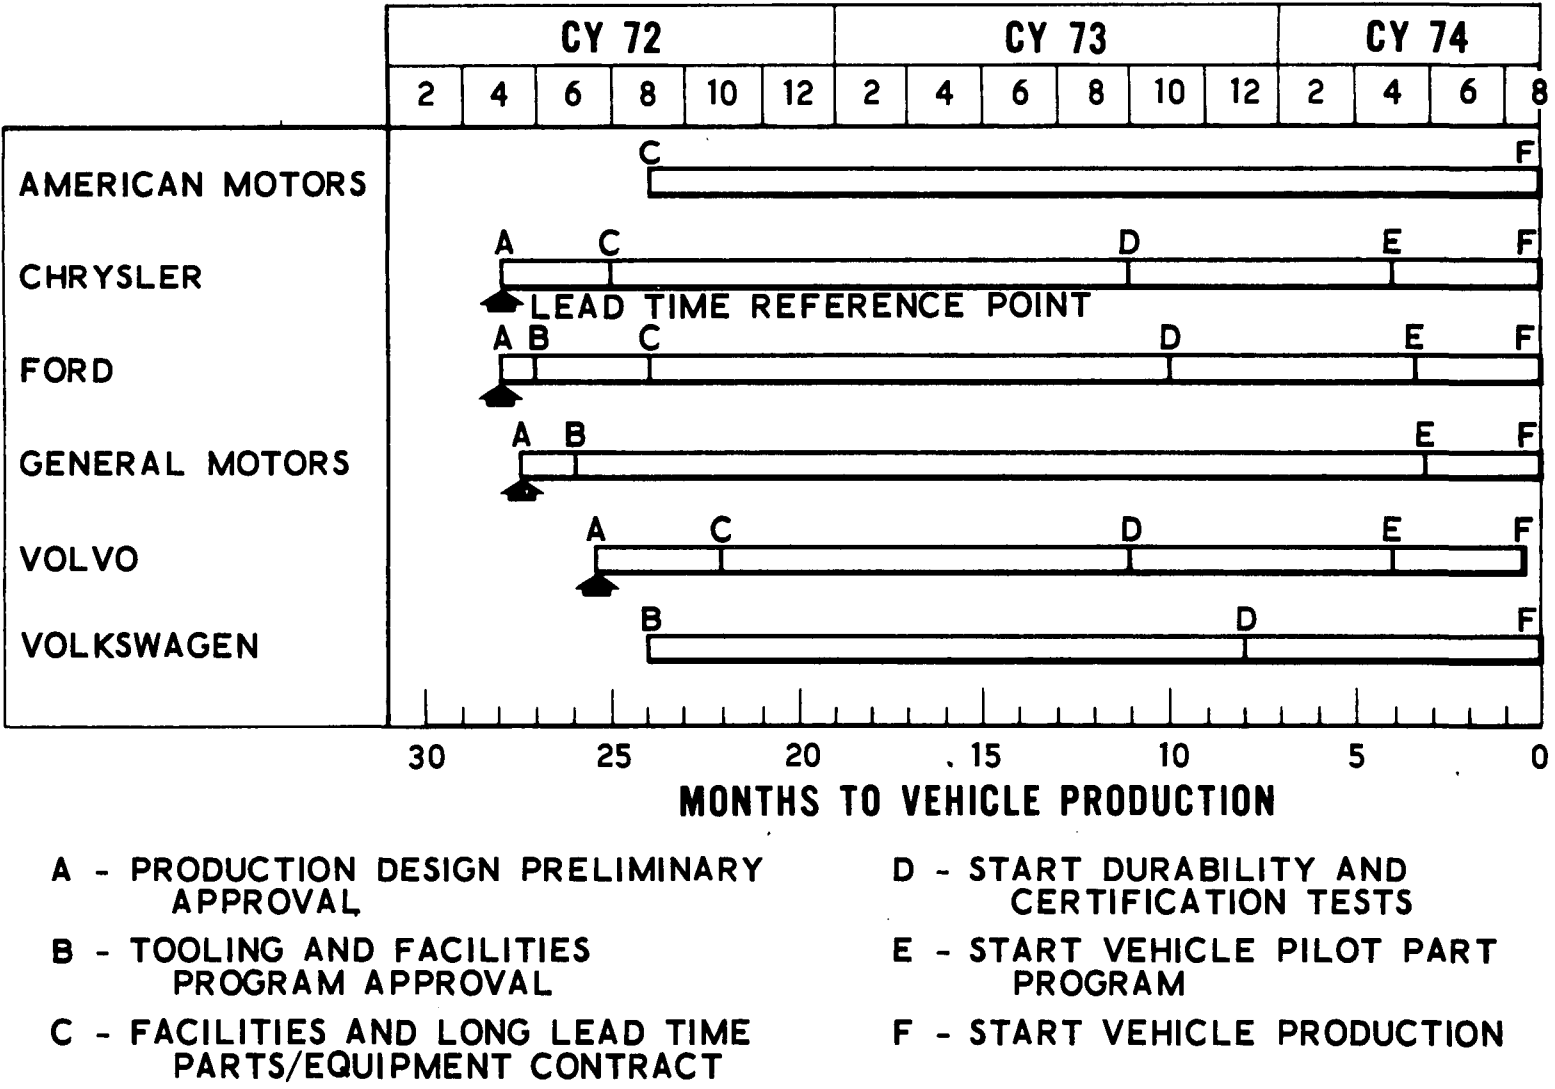 CY 72 CY 73 CY 74
2 4 6 8 10 12 2 4 6 8 10 12 2 4 6 8
C F
AMERICAN MOTORS
A C D E F
CHRYSLER
LEAD TIME REFERENCE POINT
A B C D E F
FORD
A B E F
GENERAL MOTORS
A C D E F
VOLVO
B D F
VOLKSWAGEN
30 25 20 15 10 5 0
MONTHS TO VEHICLE PRODUCTION
A - PRODUCTION DESIGN PRELIMINARY
APPROVAL
B - TOOLING AND FACILITIES
PROGRAM APPROVAL
C - FACILITIES AND LONG LEAD TIME
PARTS/EQUIPMENT CONTRACT
D - START DURABILITY AND
CERTIFICATION TESTS
E - START VEHICLE PILOT PART
PROGRAM
F - START VEHICLE PRODUCTION